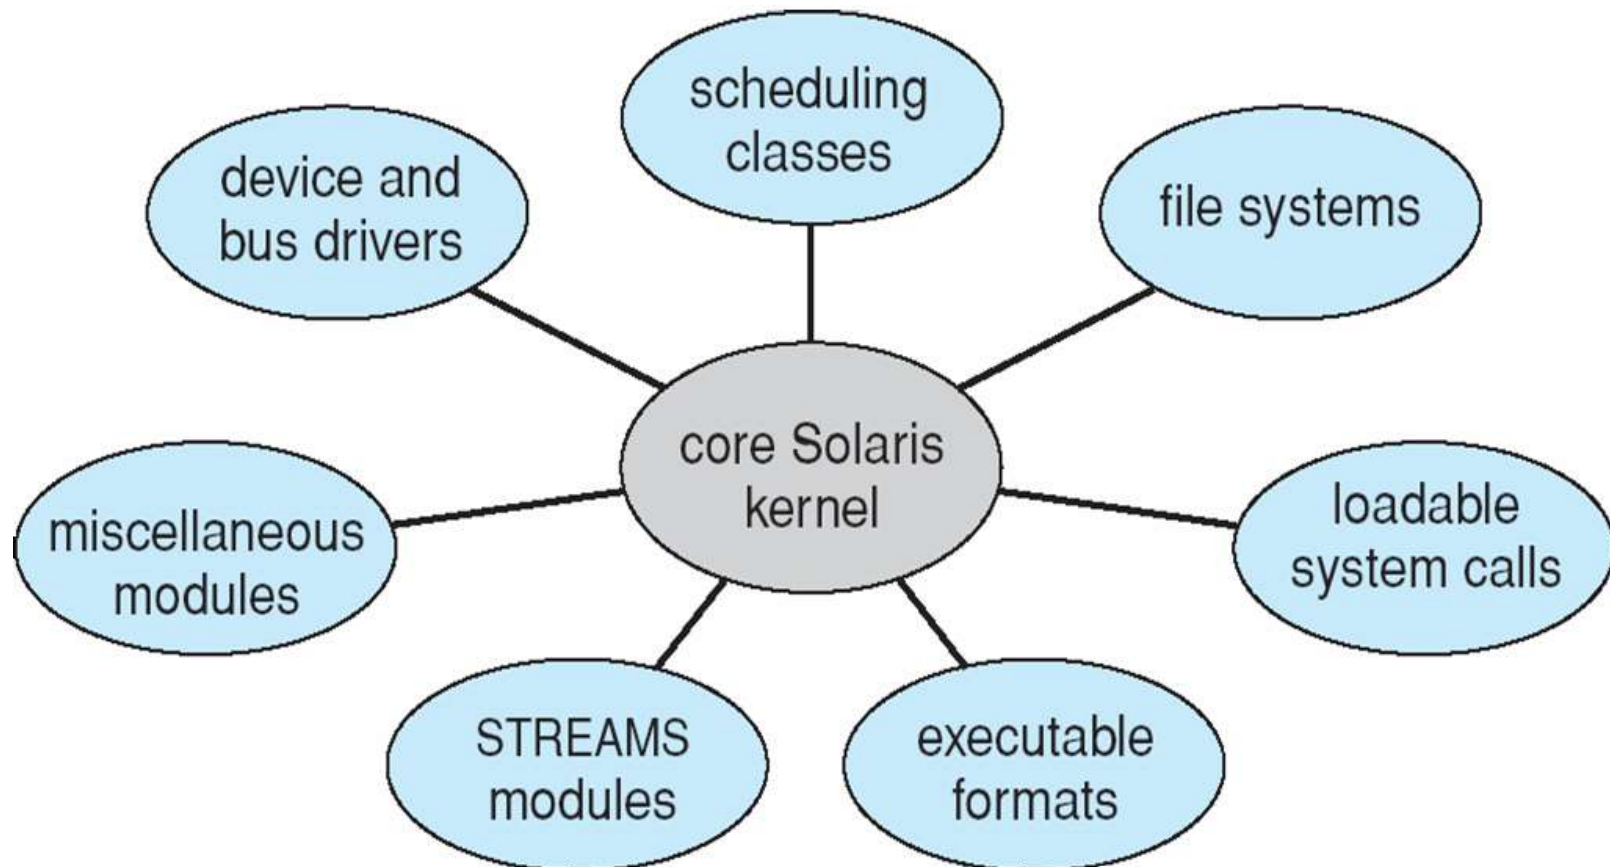 scheduling
classes
device and
bus drivers
file systems
core Solaris
kernel
miscellaneous
modules
loadable
system calls
STREAMS
modules
executable
formats